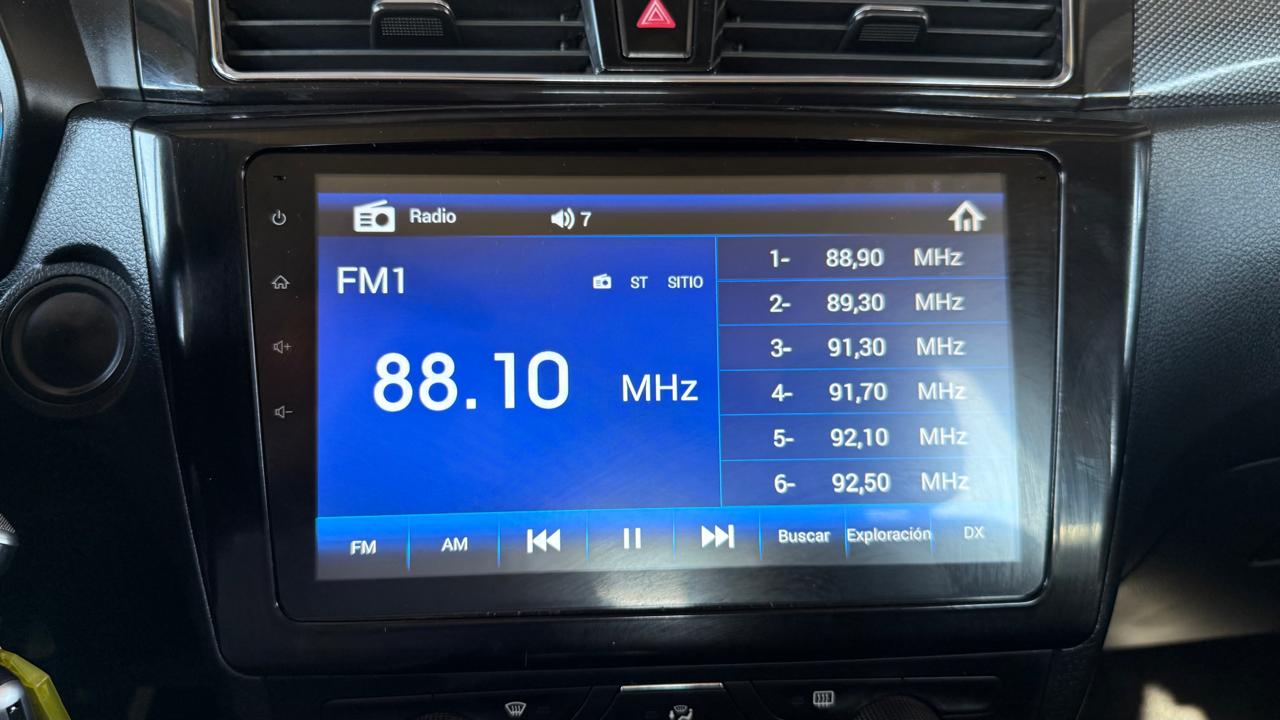 Radio 7
FM1 ST SITIO
88.10 MHz
1- 88,90 MHz
2- 89,30 MHz
3- 91,30 MHz
4- 91,70 MHz
5- 92,10 MHz
6- 92,50 MHz
FM AM Buscar Exploración DX